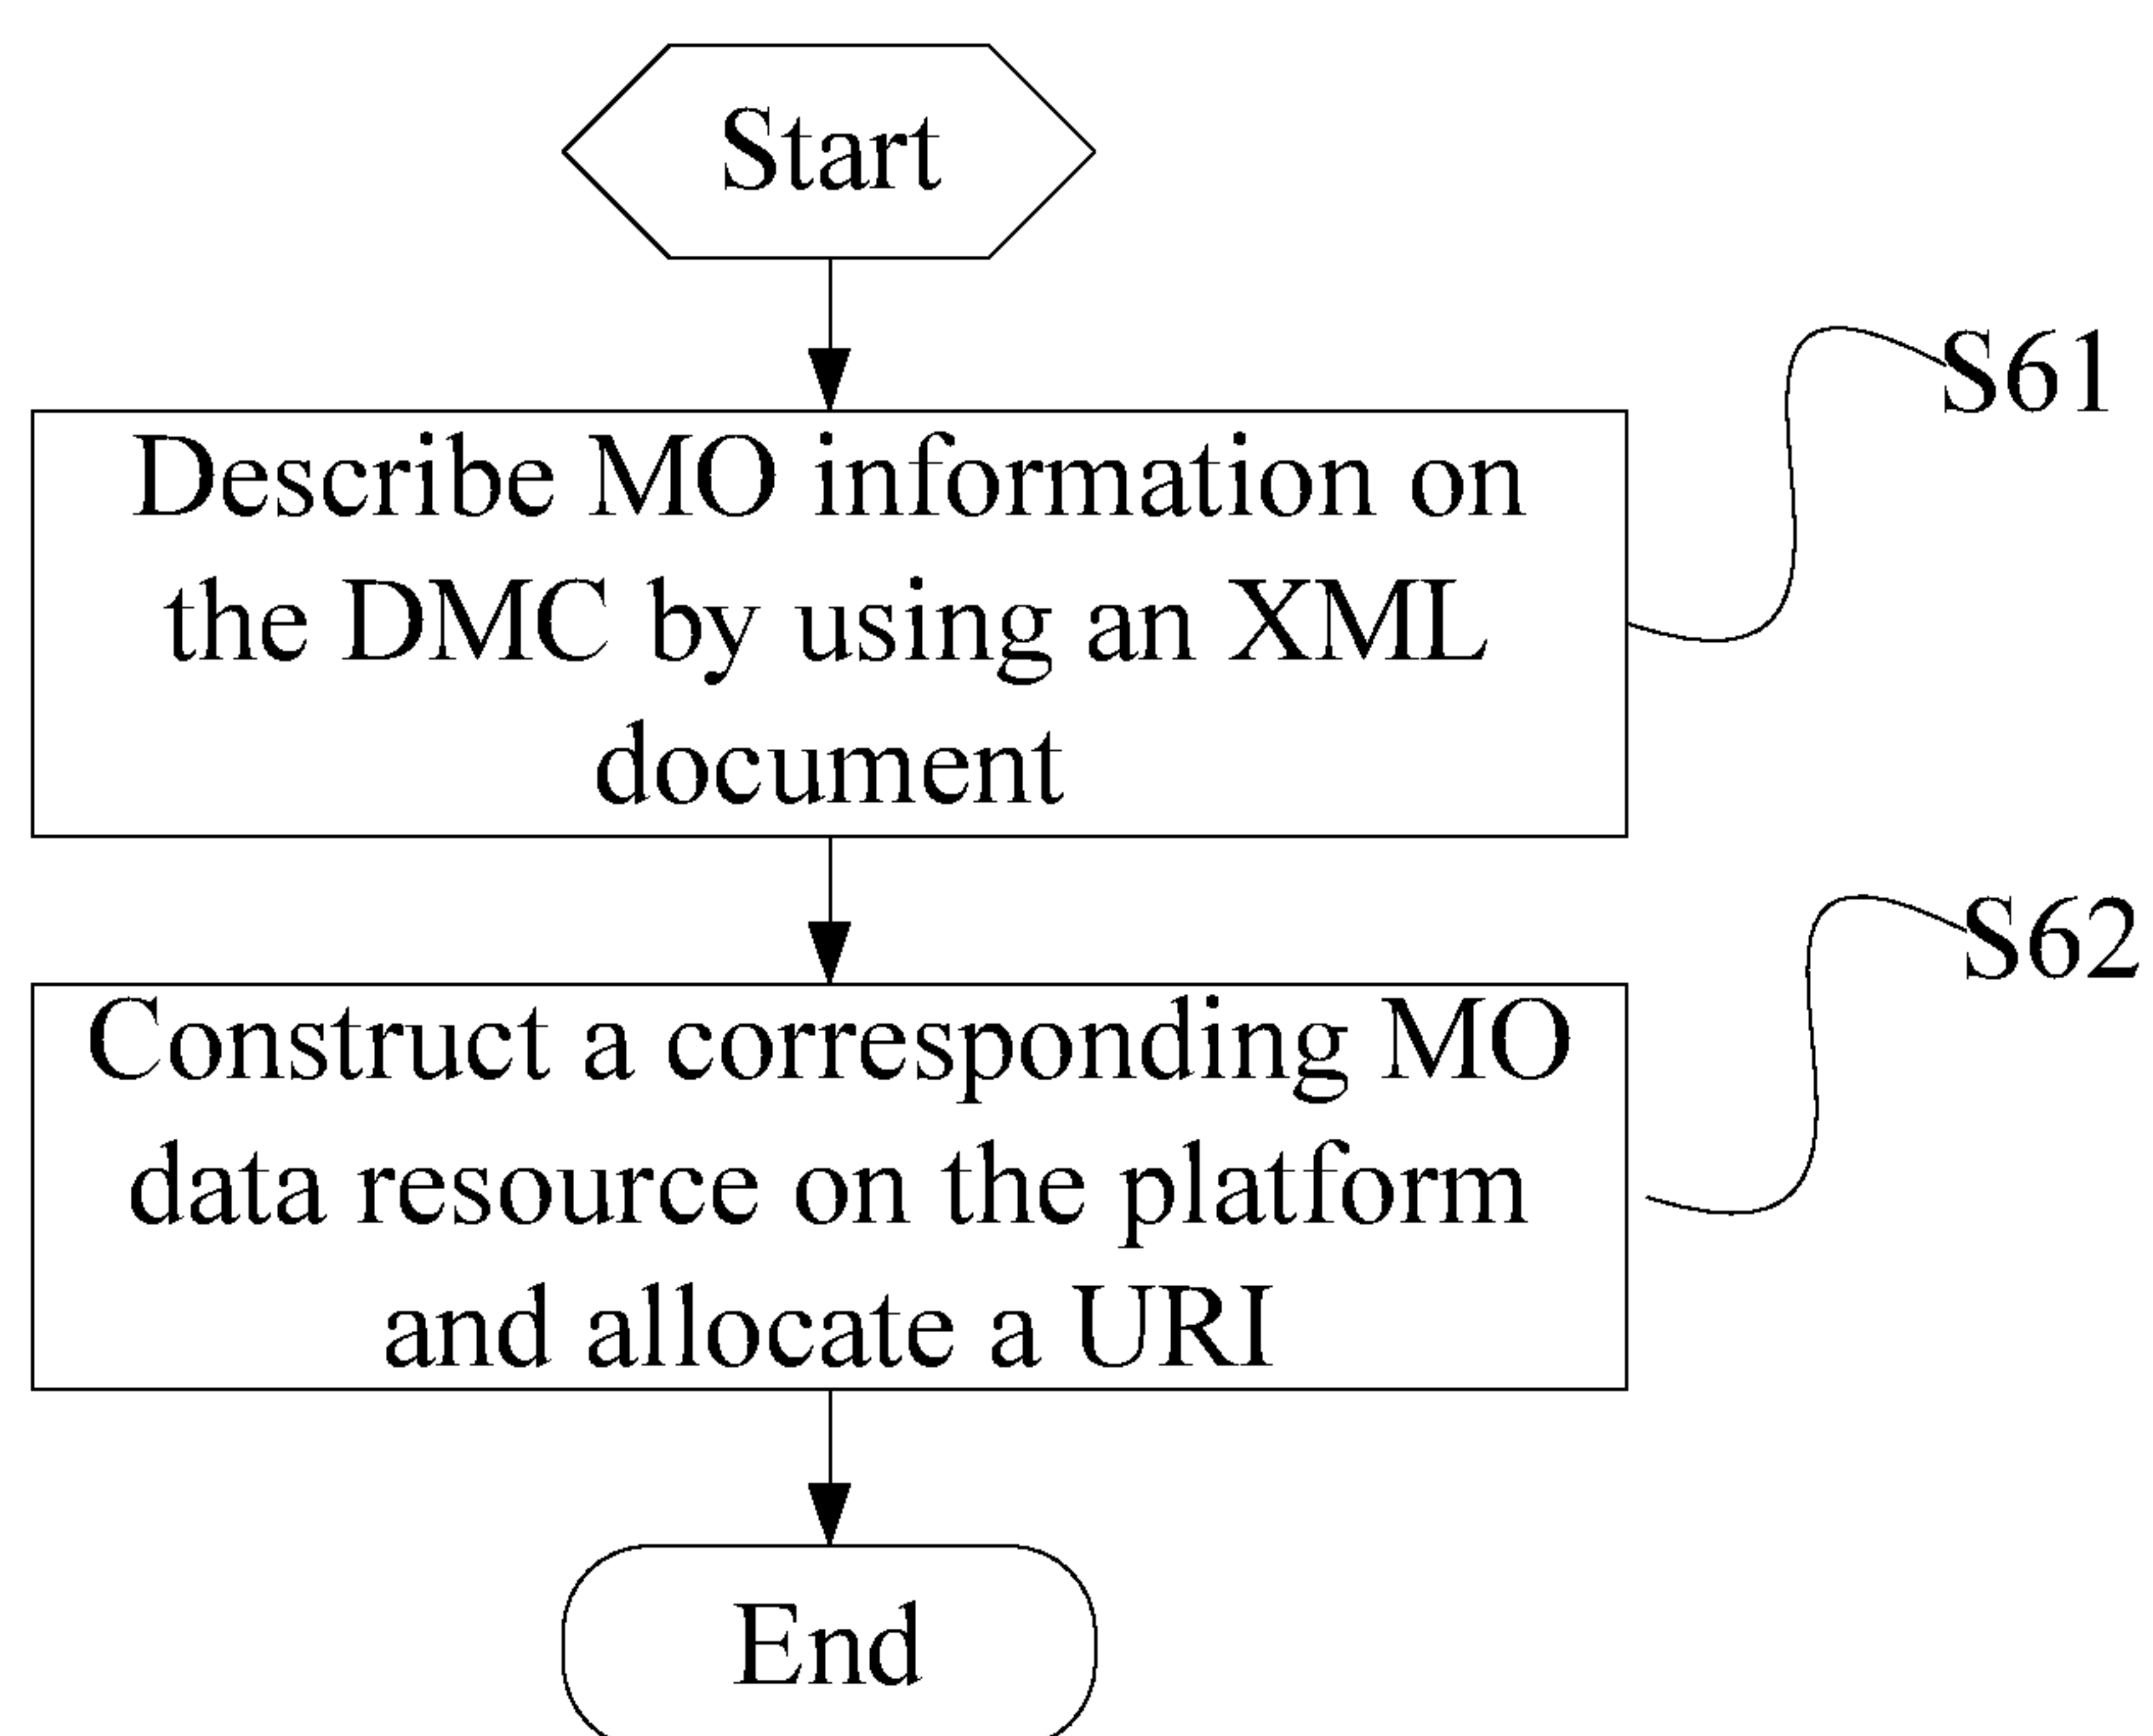 Start
S61
Describe MO information on
the DMC by using an XML
document
S62
Construct a corresponding MO
data resource on the platform
and allocate a URI
End